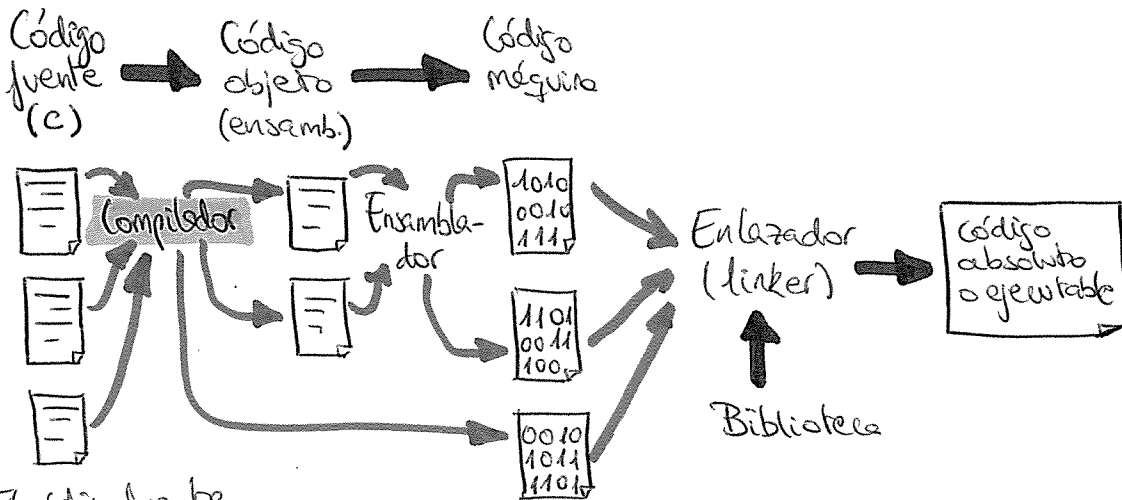 Código
fuente
(C)
Código
objeto
(ensamb.)
Código
máquina
Compilador
Ensambla-
dor
1010
0010
111
1101
0011
100
0010
1011
1101
Enlazador
(linker)
Biblioteca
código
absoluto
o ejecutable